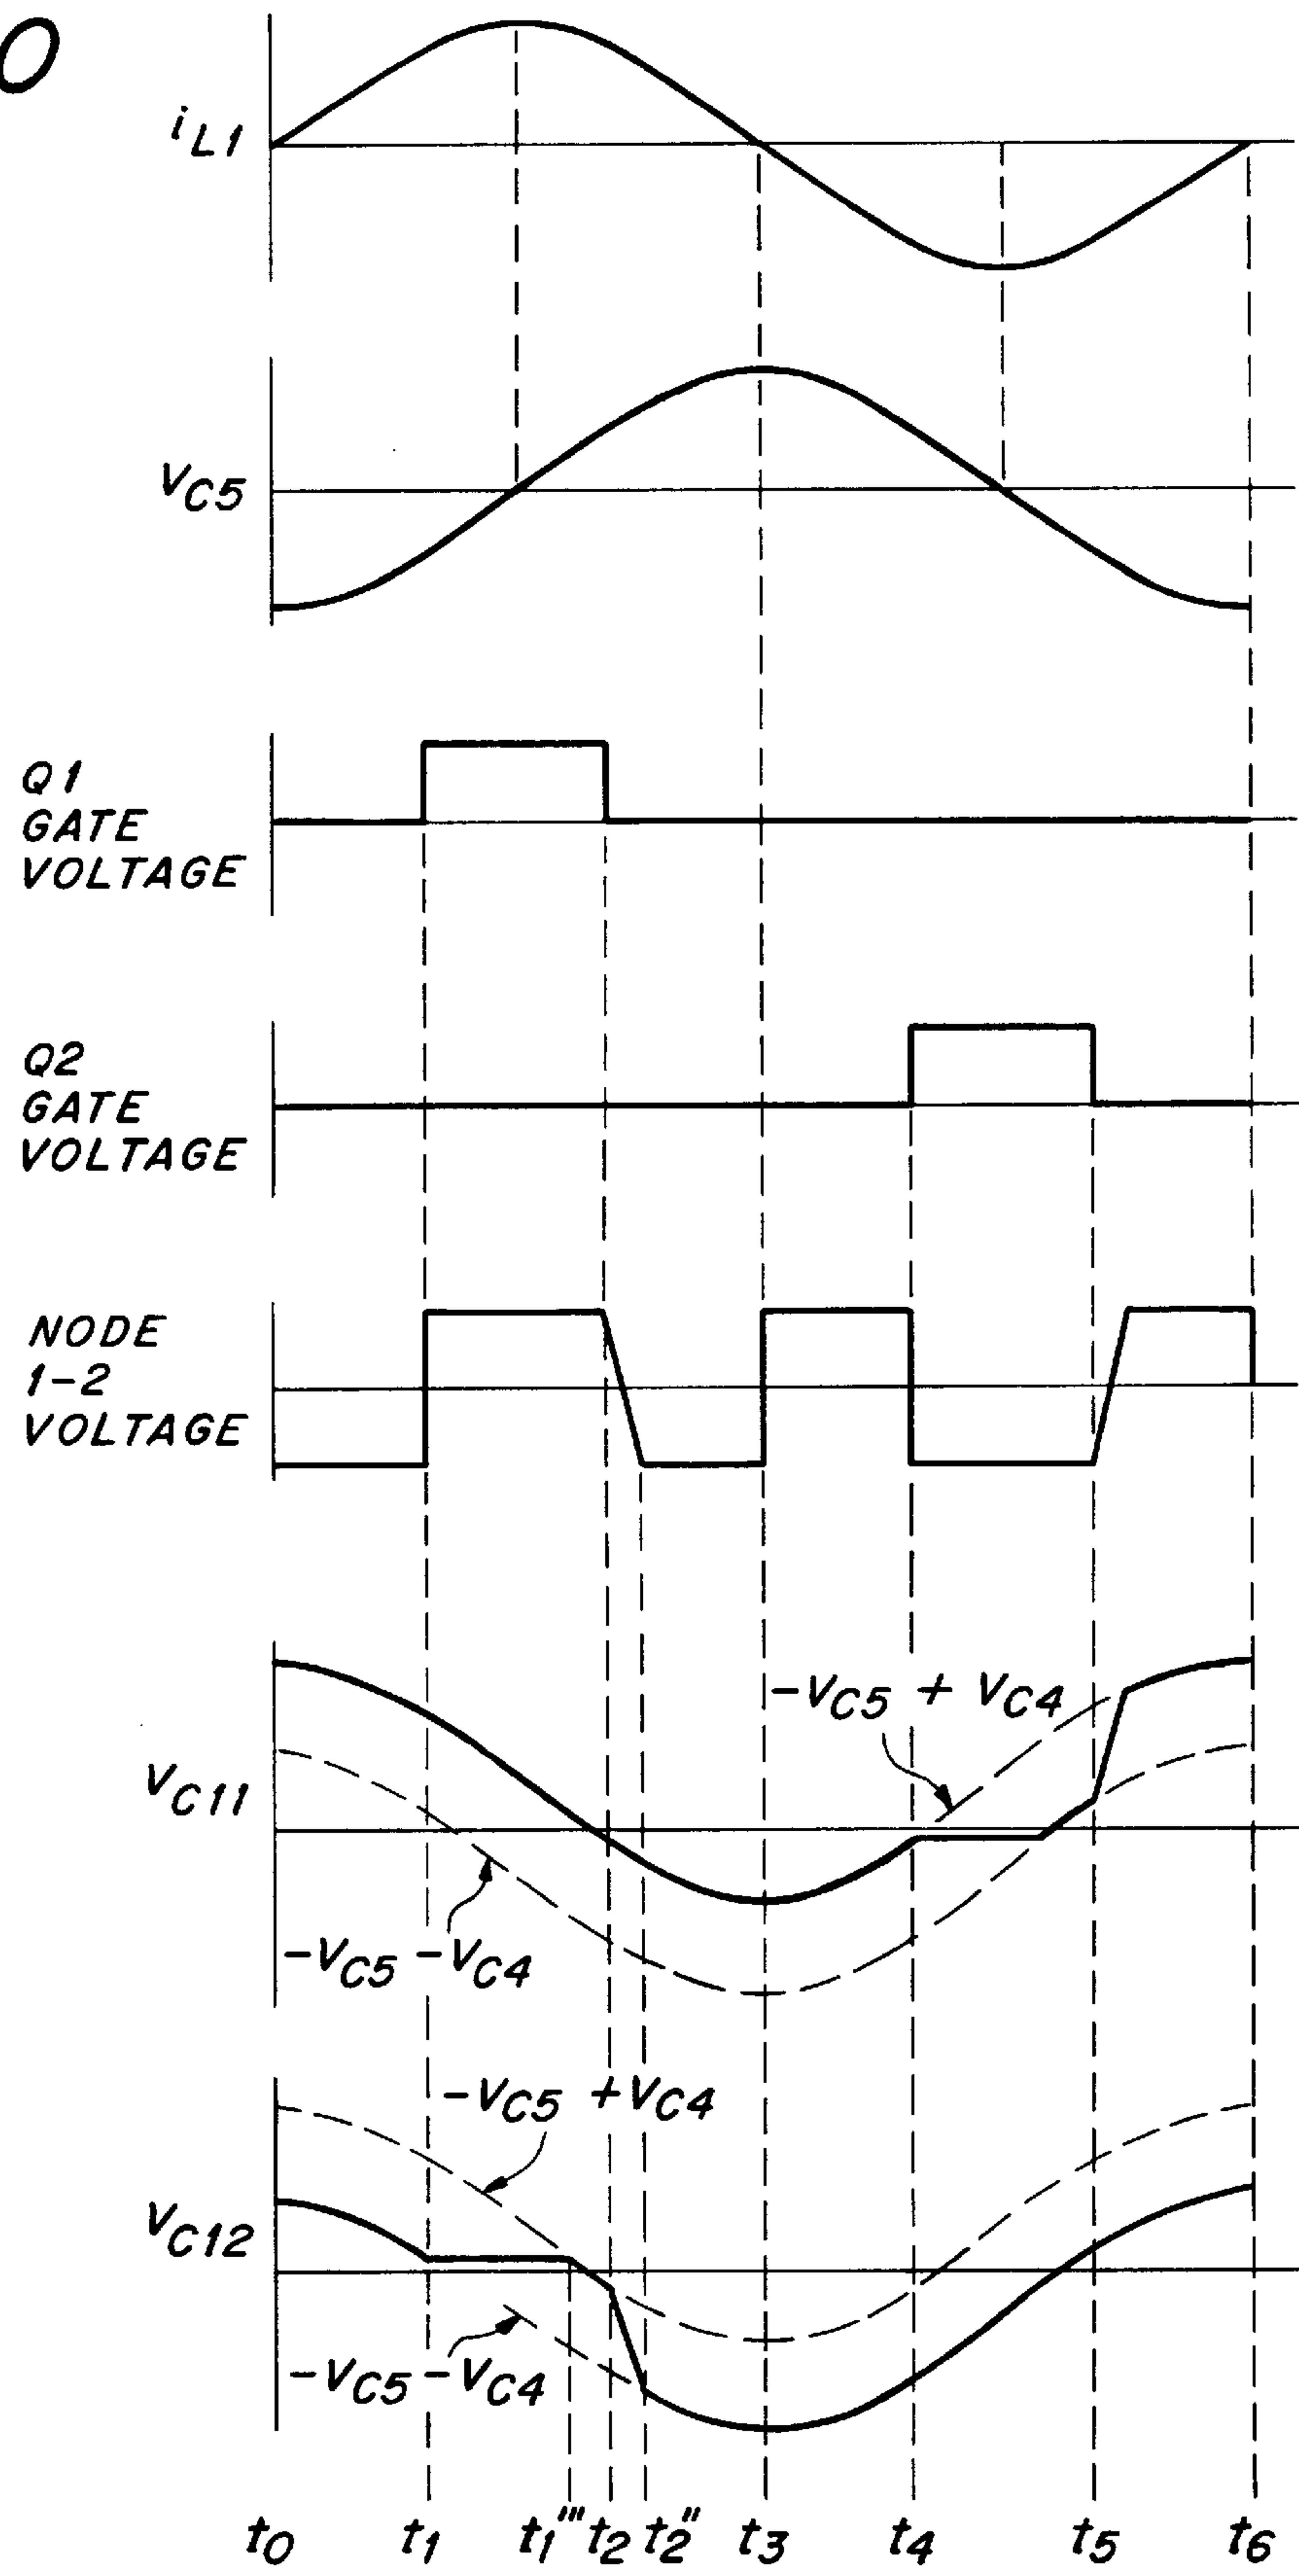 0
iL1
VC5
Q1
GATE
VOLTAGE
Q2
GATE
VOLTAGE
NODE
1-2
VOLTAGE
-VC5 + VC4
VC11
-VC5 -VC4
-VC5 +VC4
VC12
-VC5 -VC4
t0 t1 t1''' t2 t2'' t3 t4 t5 t6